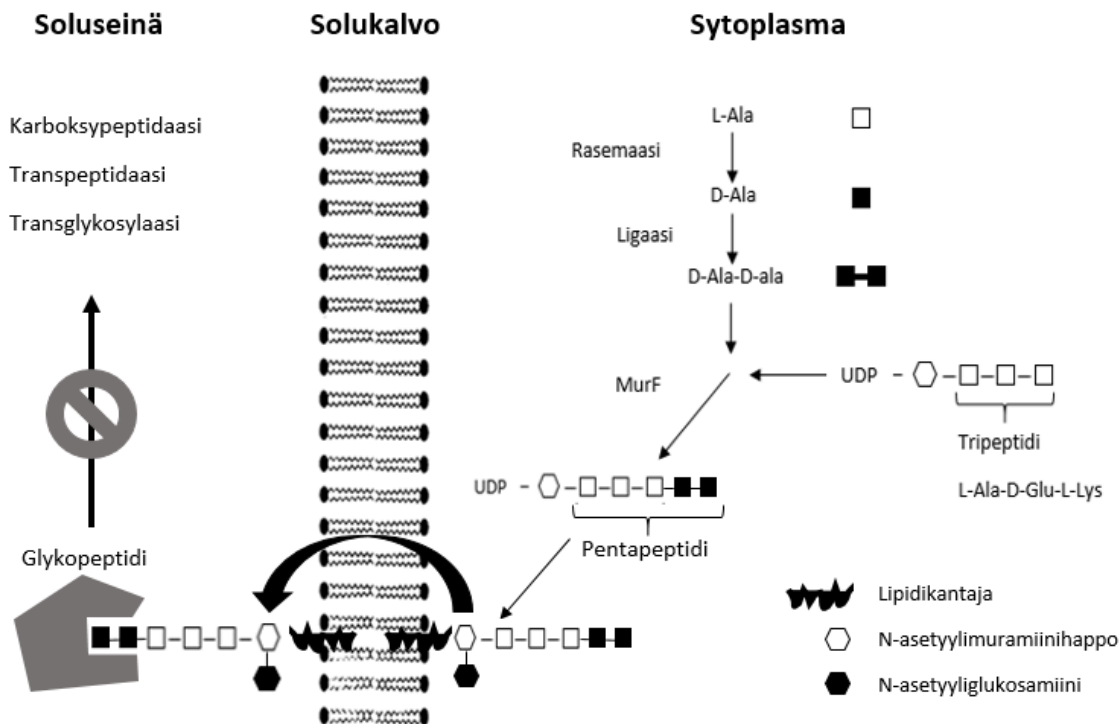 Soluseinä
Solukalvo
Sytoplasma
Karboksypeptidaasi
Transpeptidaasi
Transglykosylaasi
Glykopeptidi
L-Ala
Rasemaasi
D-Ala
Ligaasi
D-Ala-D-ala
MurF
UDP
Tripeptidi
L-Ala-D-Glu-L-Lys
UDP
Pentapeptidi
Lipidikantaja
N-asetyylimuramiinihappo
N-asetyyliglukosamiini